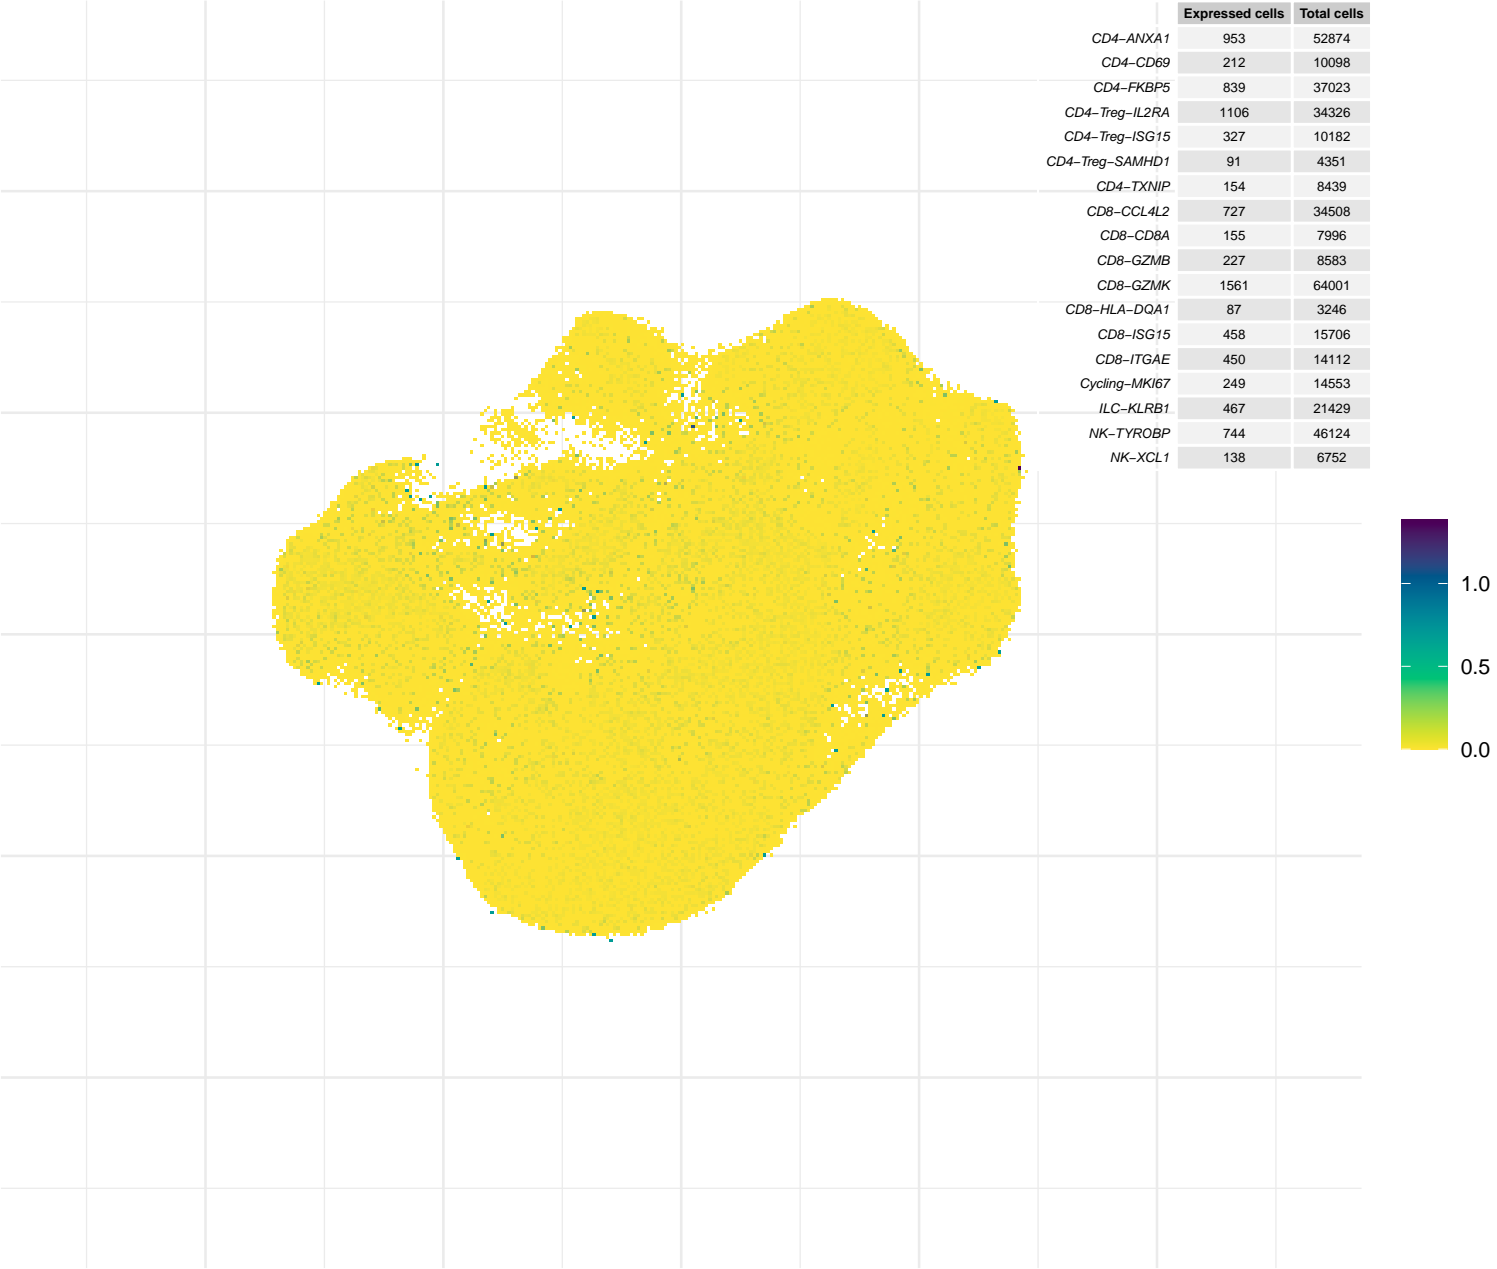 Expressed cells Total cells
CD4−ANXA1 953 52874
CD4−CD69 212 10098
CD4−FKBP5 839 37023
CD4−Treg−IL2RA 1106 34326
CD4−Treg−ISG15 327 10182
CD4−Treg−SAMHD1 91 4351
CD4−TXNIP 154 8439
CD8−CCL4L2 727 34508
CD8−CD8A 155 7996
CD8−GZMB 227 8583
CD8−GZMK 1561 64001
CD8−HLA−DQA1 87 3246
CD8−ISG15 458 15706
CD8−ITGAE 450 14112
Cycling−MKI67 249 14553
ILC−KLRB1 467 21429
NK−TYROBP 744 46124
NK−XCL1 138 6752
1.0
0.5
0.0